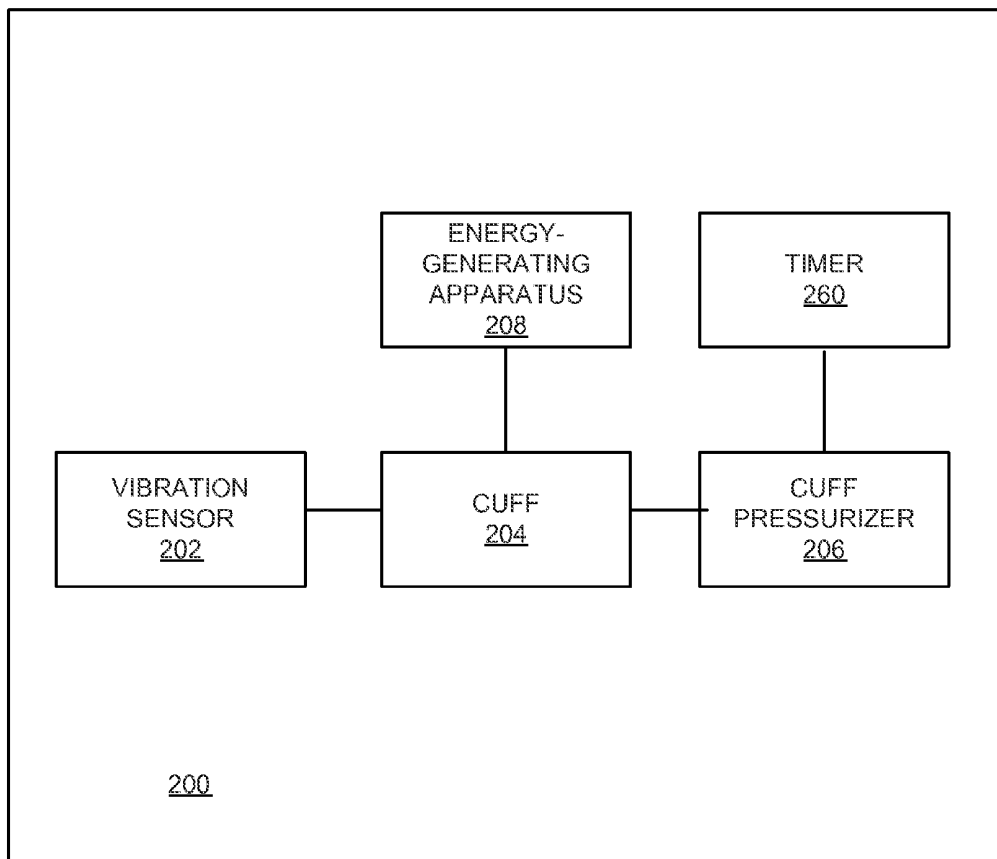 ENERGY-
GENERATING
APPARATUS
208
TIMER
260
VIBRATION
SENSOR
202
CUFF
204
CUFF
PRESSURIZER
206
200